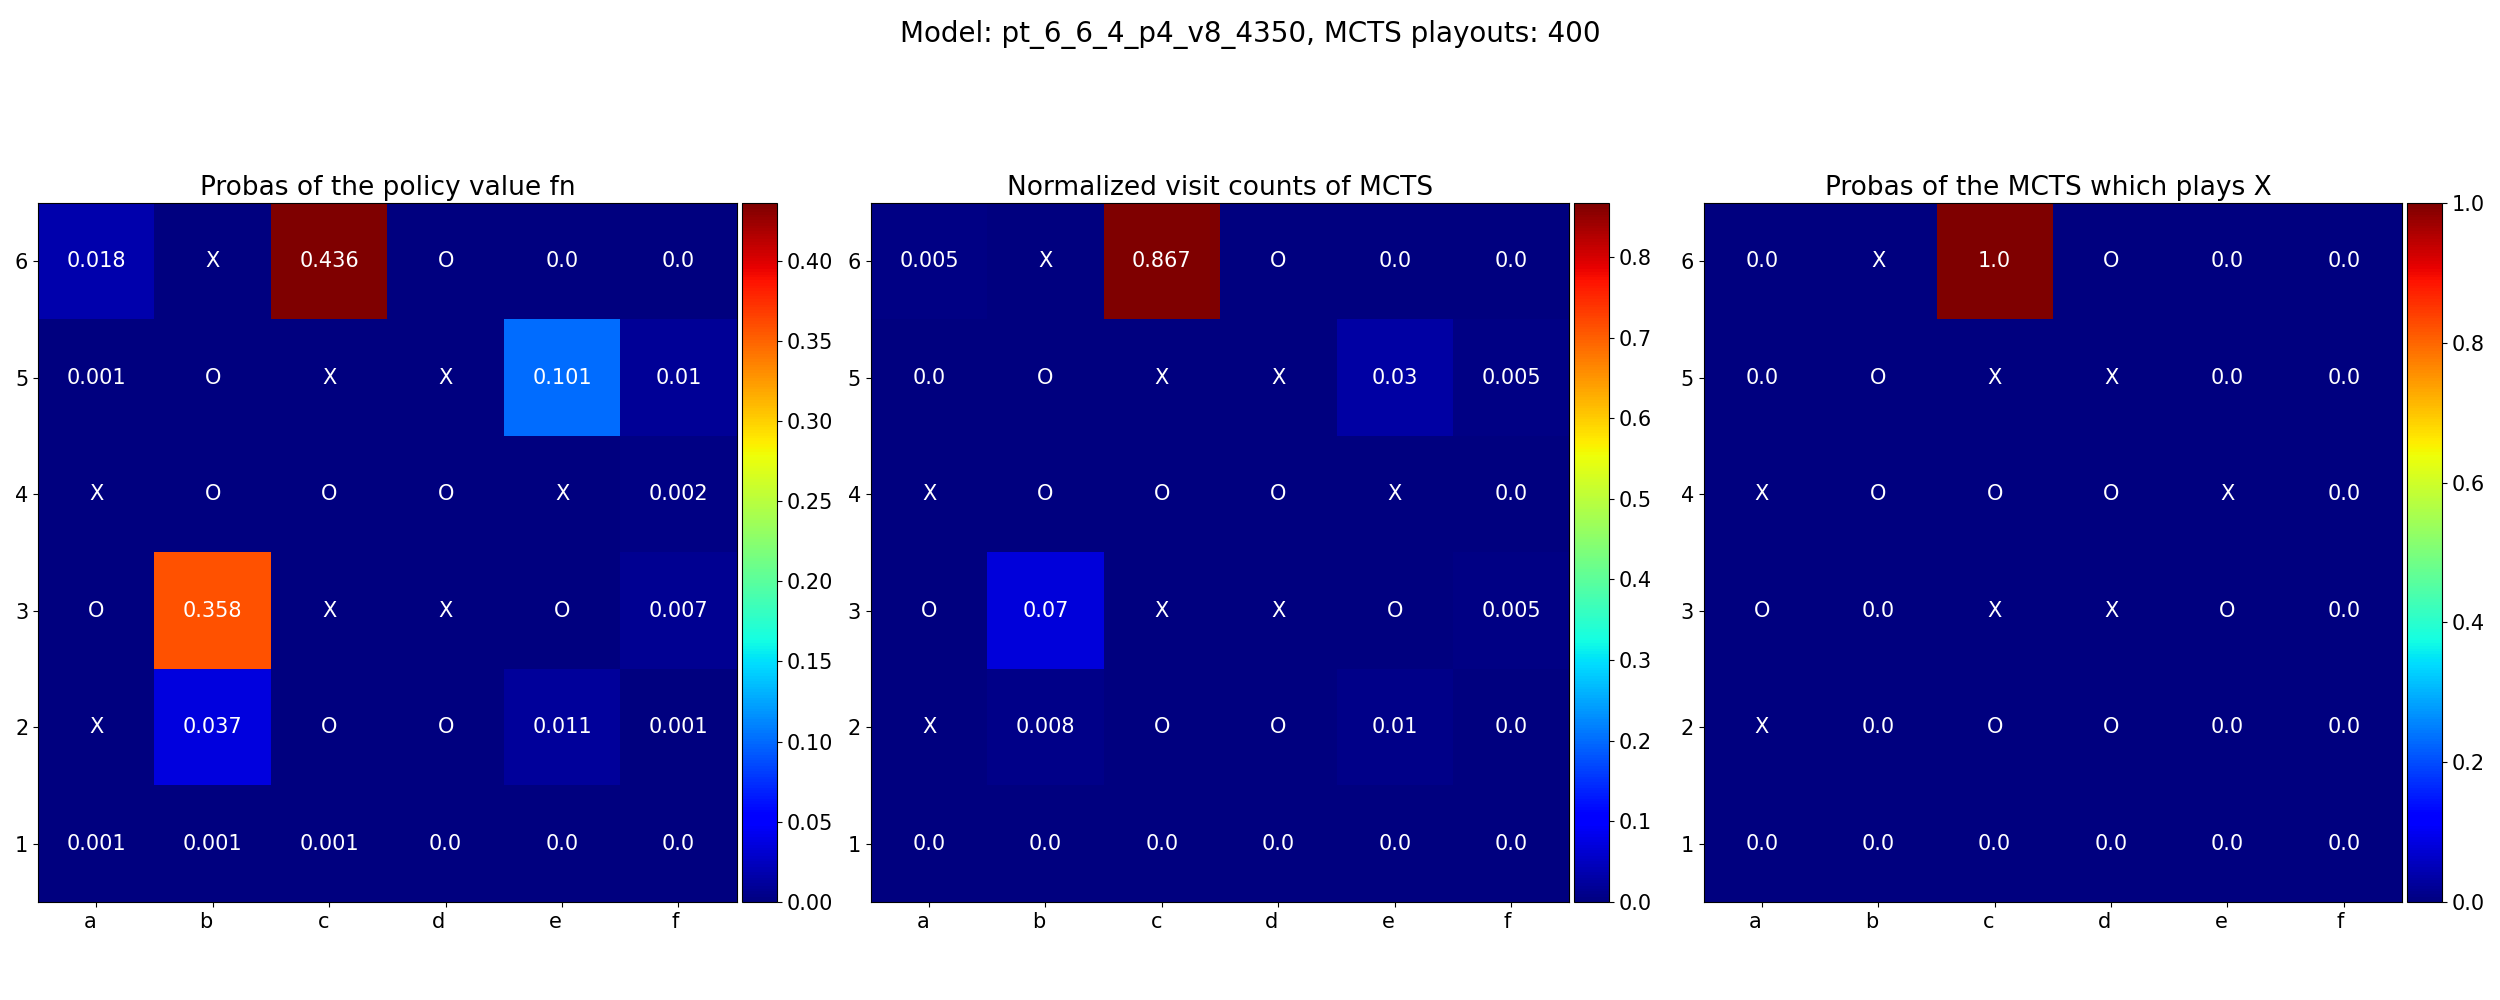 Model: pt_6_6_4_p4_v8_4350, MCTS playouts: 400
Probas of the policy value fn
6 0.018 X 0.436 O 0.0 0.0
5 0.001 O X X 0.101 0.01
4 X O O O X 0.002
3 O 0.358 X X O 0.007
2 X 0.037 O O 0.011 0.001
1 0.001 0.001 0.001 0.0 0.0 0.0
a b c d e f
0.40
0.35
0.30
0.25
0.20
0.15
0.10
0.05
0.00
Normalized visit counts of MCTS
6 0.005 X 0.867 O 0.0 0.0
5 0.0 O X X 0.03 0.005
4 X O O O X 0.0
3 O 0.07 X X O 0.005
2 X 0.008 O O 0.01 0.0
1 0.0 0.0 0.0 0.0 0.0 0.0
a b c d e f
0.8
0.7
0.6
0.5
0.4
0.3
0.2
0.1
0.0
Probas of the MCTS which plays X
6 0.0 X 1.0 O 0.0 0.0
5 0.0 O X X 0.0 0.0
4 X O O O X 0.0
3 O 0.0 X X O 0.0
2 X 0.0 O O 0.0 0.0
1 0.0 0.0 0.0 0.0 0.0 0.0
a b c d e f
1.0
0.8
0.6
0.4
0.2
0.0